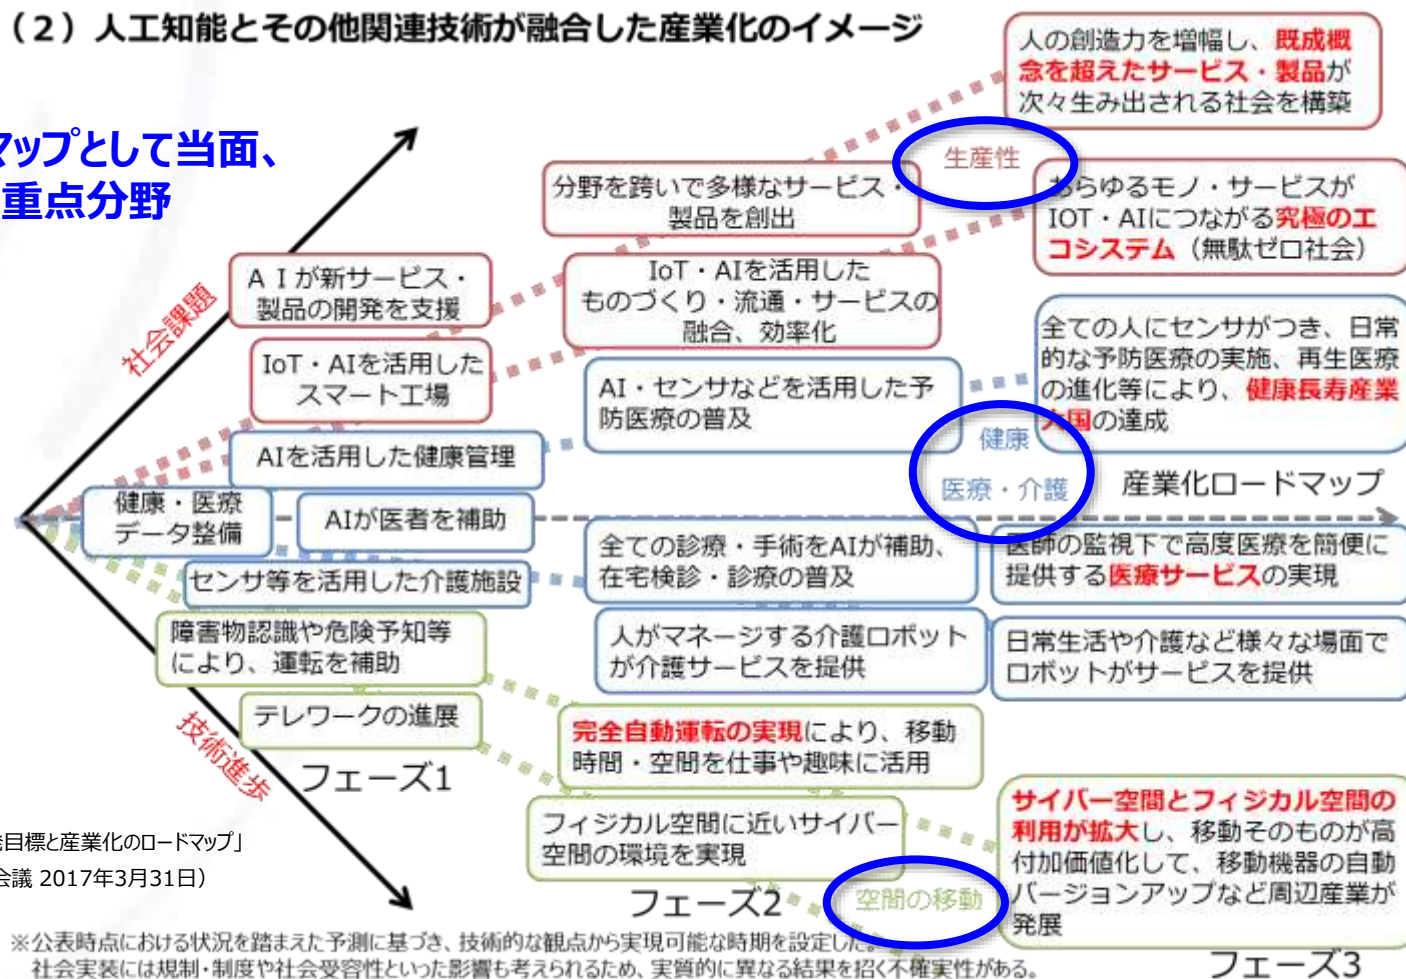 （２）人工知能とその他関連技術が融合した産業化のイメージ
マップとして当面、
重点分野
人の創造力を増幅し、既成概
念を超えたサービス・製品が
次々生み出される社会を構築
生産性
分野を跨いで多様なサービス・
製品を創出
あらゆるモノ・サービスが
IOT・AIにつながる究極のエ
コシステム（無駄ゼロ社会）
社会課題
ＡＩが新サービス・
製品の開発を支援
IoT・AIを活用した
ものづくり・流通・サービスの
融合、効率化
IoT・AIを活用した
スマート工場
AI・センサなどを活用した予
防医療の普及
全ての人にセンサがつき、日常
的な予防医療の実施、再生医療
の進化等により、健康長寿産業
大国の達成
AIを活用した健康管理
健康
医療・介護
産業化ロードマップ
健康・医療
データ整備
AIが医者を補助
全ての診療・手術をAIが補助、
在宅検診・診療の普及
医師の監視下で高度医療を簡便に
提供する医療サービスの実現
センサ等を活用した介護施設
人がマネージする介護ロボット
が介護サービスを提供
日常生活や介護など様々な場面で
ロボットがサービスを提供
障害物認識や危険予知等
により、運転を補助
テレワークの進展
技術進歩
フェーズ1
完全自動運転の実現により、移動
時間・空間を仕事や趣味に活用
フィジカル空間に近いサイバー
空間の環境を実現
フェーズ2
空間の移動
サイバー空間とフィジカル空間の
利用が拡大し、移動そのものが高
付加価値化して、移動機器の自動
バージョンアップなど周辺産業が
発展
フェーズ3
発目標と産業化のロードマップ」
会議 2017年3月31日）
※公表時点における状況を踏まえた予測に基づき、技術的な観点から実現可能な時期を設定した。
社会実装には規制・制度や社会受容性といった影響も考えられるため、実質的に異なる結果を招く不確実性がある。